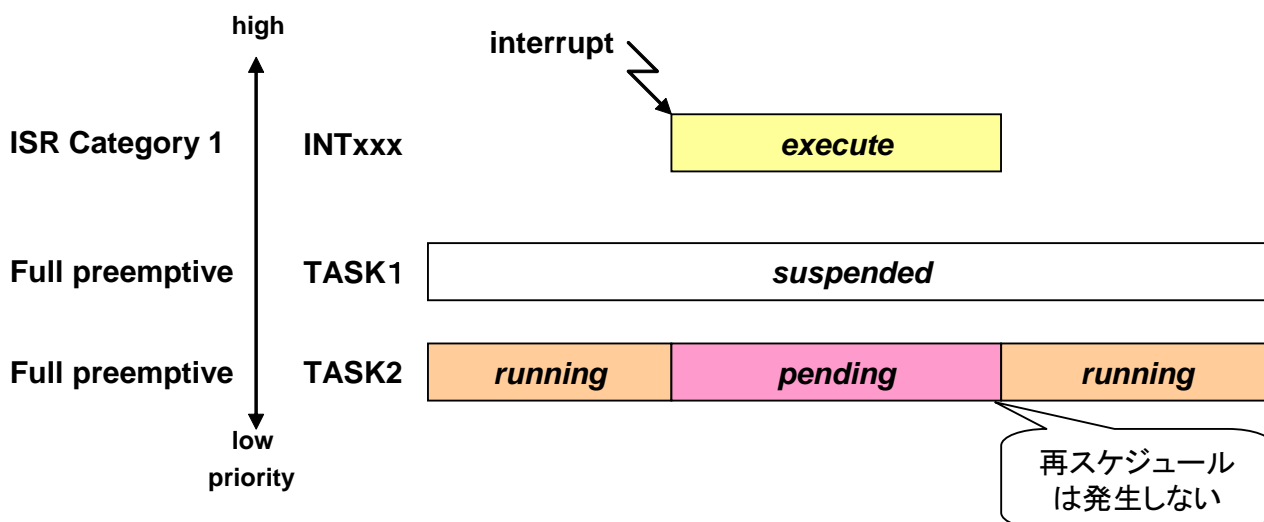 high
interrupt
ISR Category 1
INTxxx
execute
Full preemptive
TASK1
suspended
Full preemptive
TASK2
running
pending
running
low
priority
再スケジュール
は発生しない